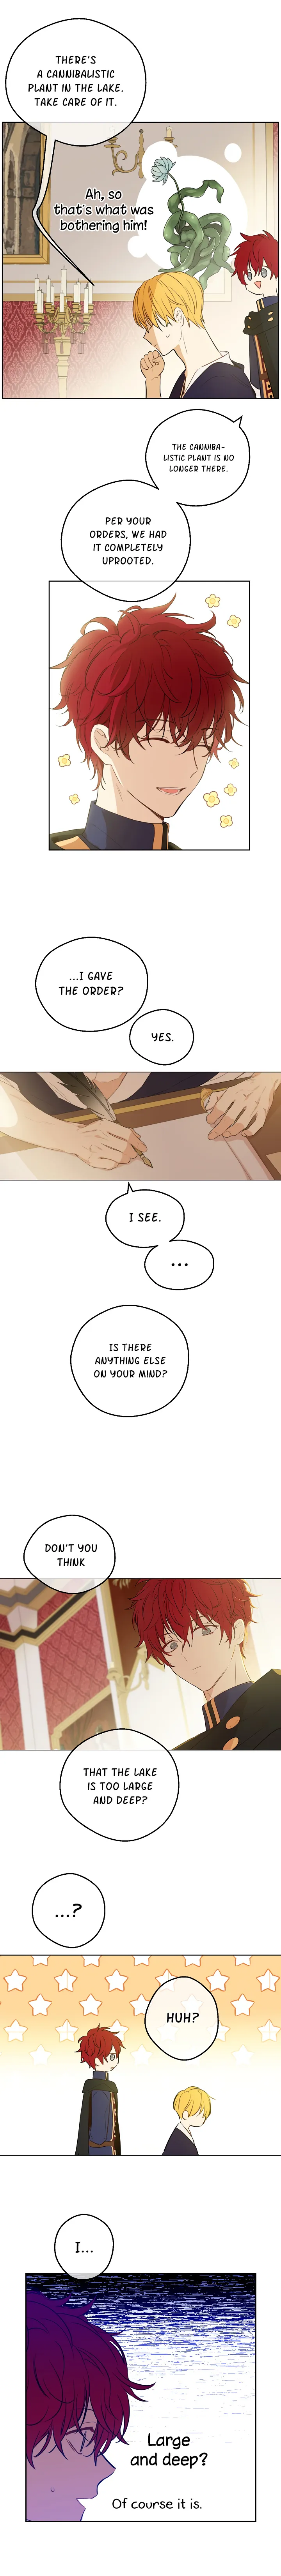 THERE'S
A CANNIBALISTIC
PLANT IN THE LAKE.
TAKE CARE OF IT.
Ah, so
that's what was
bothering him!
THE CANNIBA-
LISTIC PLANT IS NO
LONGER THERE.
PER YOUR
ORDERS, WE HAD
IT COMPLETELY
UPROOTED.
...I GAVE
THE ORDER?
YES.
I SEE.
...
IS THERE
ANYTHING ELSE
ON YOUR MIND?
DON'T YOU
THINK
THAT THE LAKE
IS TOO LARGE
AND DEEP?
...?
HUH?
I...
Large
and deep?
Of course it is.